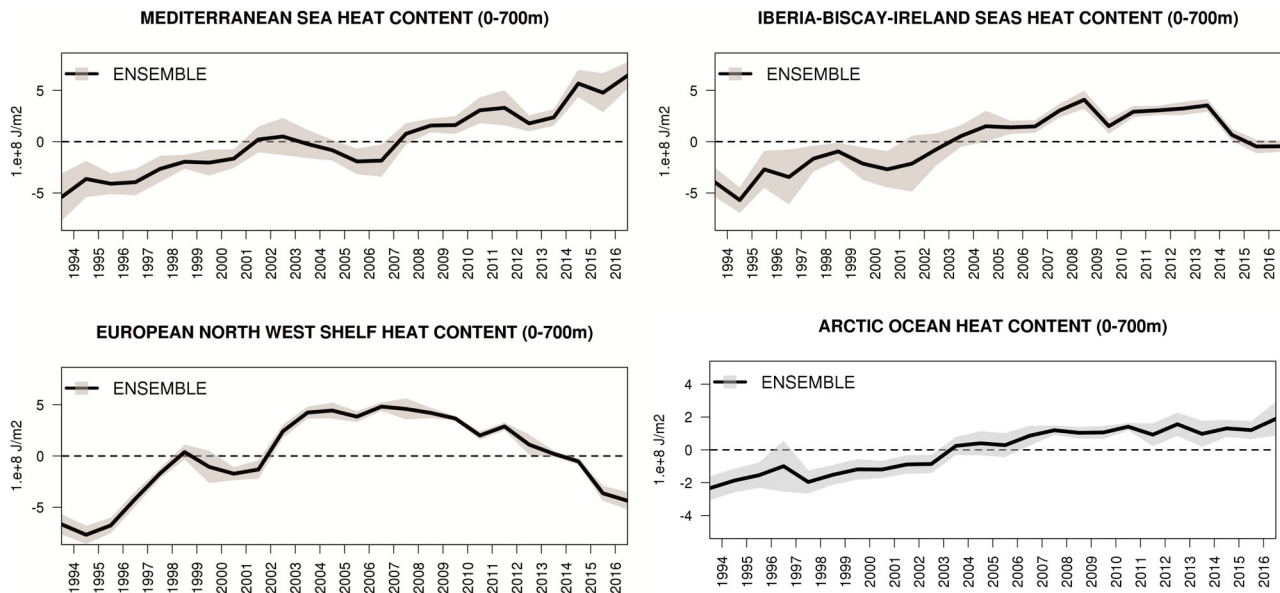 MEDITERRANEAN SEA HEAT CONTENT (0-700m)
ENSEMBLE
1.e+8 J/m2
5
0
-5
1994 1995 1996 1997 1998 1999 2000 2001 2002 2003 2004 2005 2006 2007 2008 2009 2010 2011 2012 2013 2014 2015 2016
IBERIA-BISCAY-IRELAND SEAS HEAT CONTENT (0-700m)
ENSEMBLE
1.e+8 J/m2
5
0
-5
1994 1995 1996 1997 1998 1999 2000 2001 2002 2003 2004 2005 2006 2007 2008 2009 2010 2011 2012 2013 2014 2015 2016
EUROPEAN NORTH WEST SHELF HEAT CONTENT (0-700m)
ENSEMBLE
1.e+8 J/m2
5
0
-5
1994 1995 1996 1997 1998 1999 2000 2001 2002 2003 2004 2005 2006 2007 2008 2009 2010 2011 2012 2013 2014 2015 2016
ARCTIC OCEAN HEAT CONTENT (0-700m)
ENSEMBLE
1.e+8 J/m2
4
2
0
-2
-4
1994 1995 1996 1997 1998 1999 2000 2001 2002 2003 2004 2005 2006 2007 2008 2009 2010 2011 2012 2013 2014 2015 2016